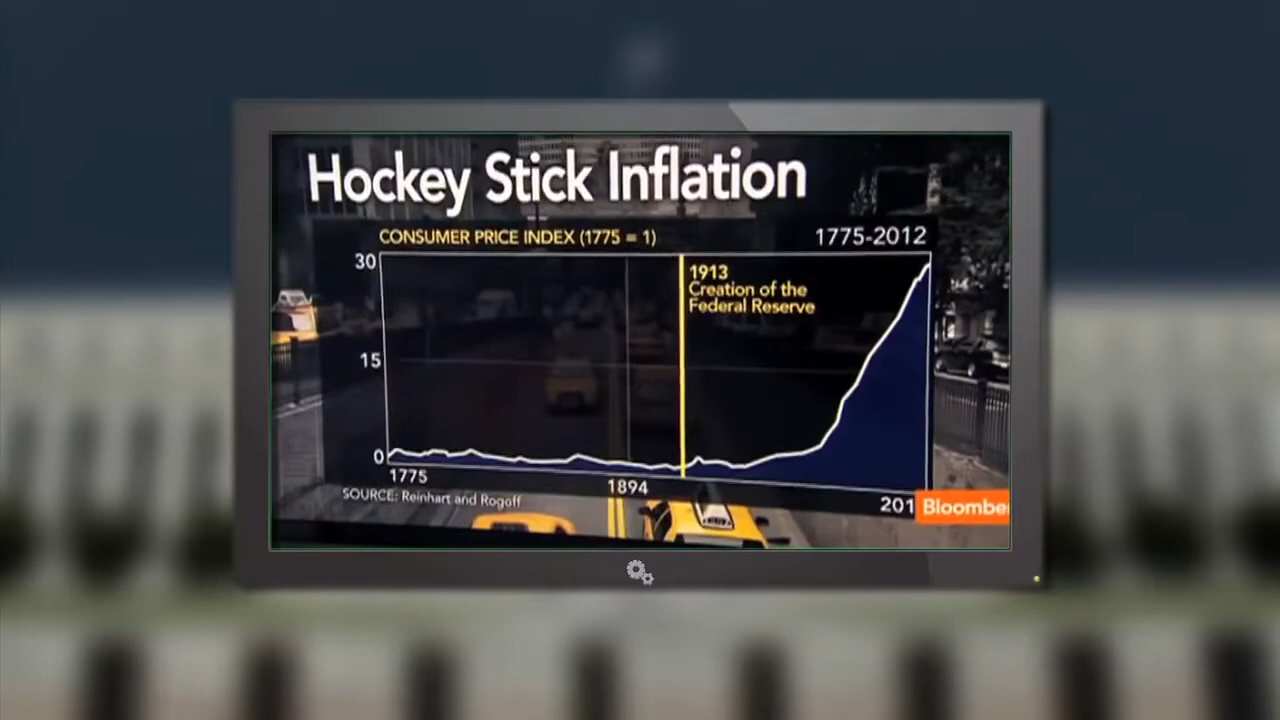 Hockey Stick Inflation
CONSUMER PRICE INDEX (1775 = 1)
1775-2012
30
1913
Creation of the
Federal Reserve
15
0
1775
1894
201
SOURCE: Reinhart and Rogoff
Bloombe